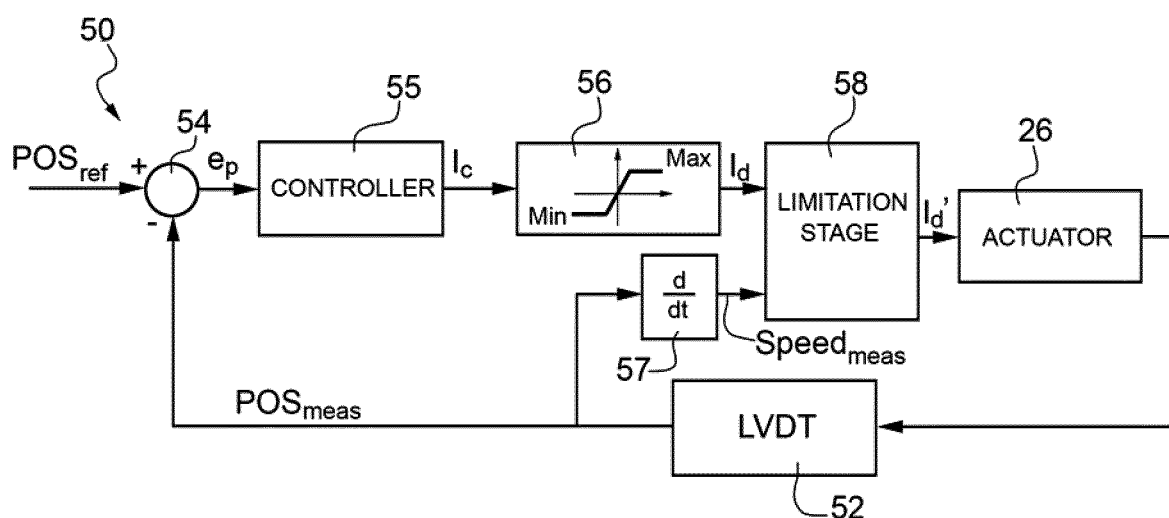 50
54
55
56
58
26
POSref
+
-
ep
CONTROLLER
Ic
Max
Min
Id
LIMITATION
STAGE
Id'
ACTUATOR
d
dt
57
Speedmeas
POSmeas
LVDT
52